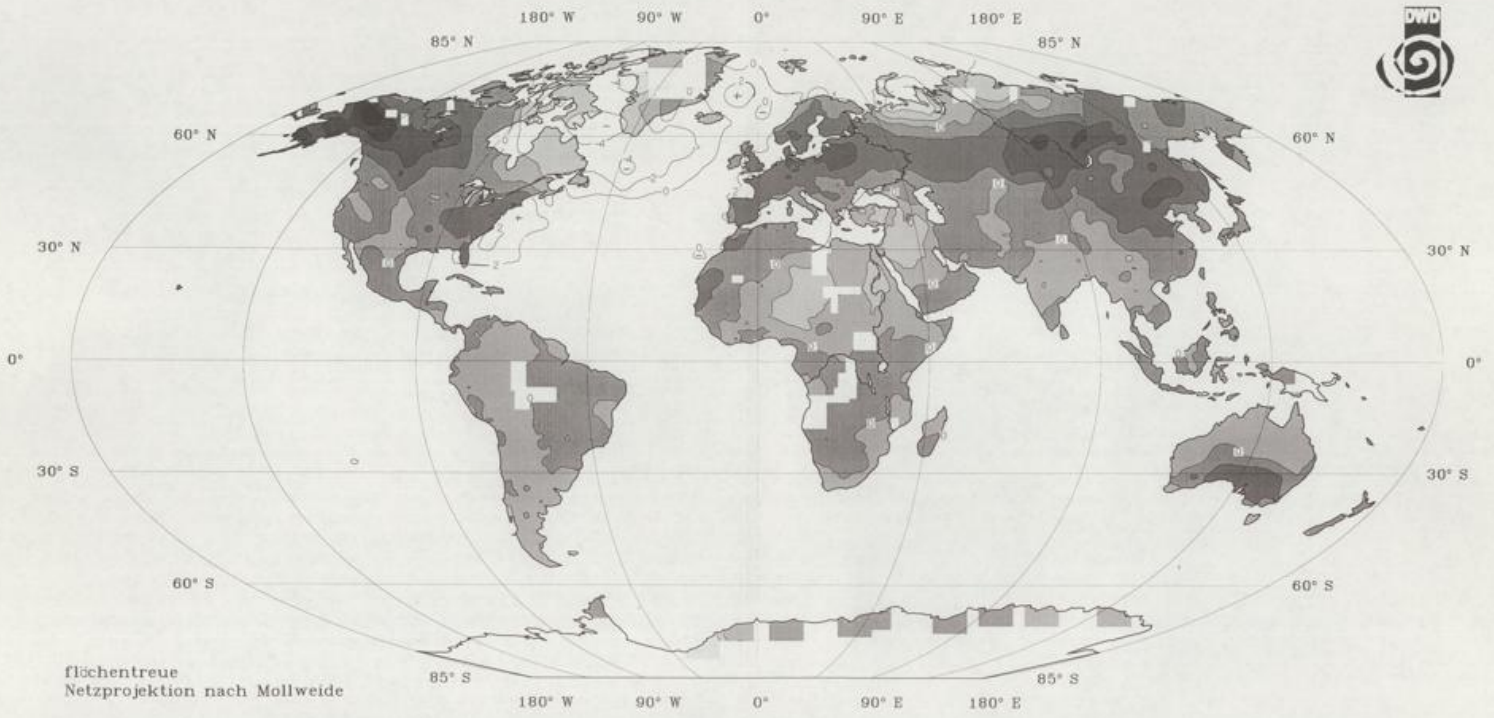 180° W 90° W 0° 90° E 180° E
DWD
85° N 85° N
60° N 60° N
30° N 30° N
0° 0°
30° S 30° S
60° S 60° S
flächentreue
Netzprojektion nach Mollweide
85° S 85° S
180° W 90° W 0° 90° E 180° E